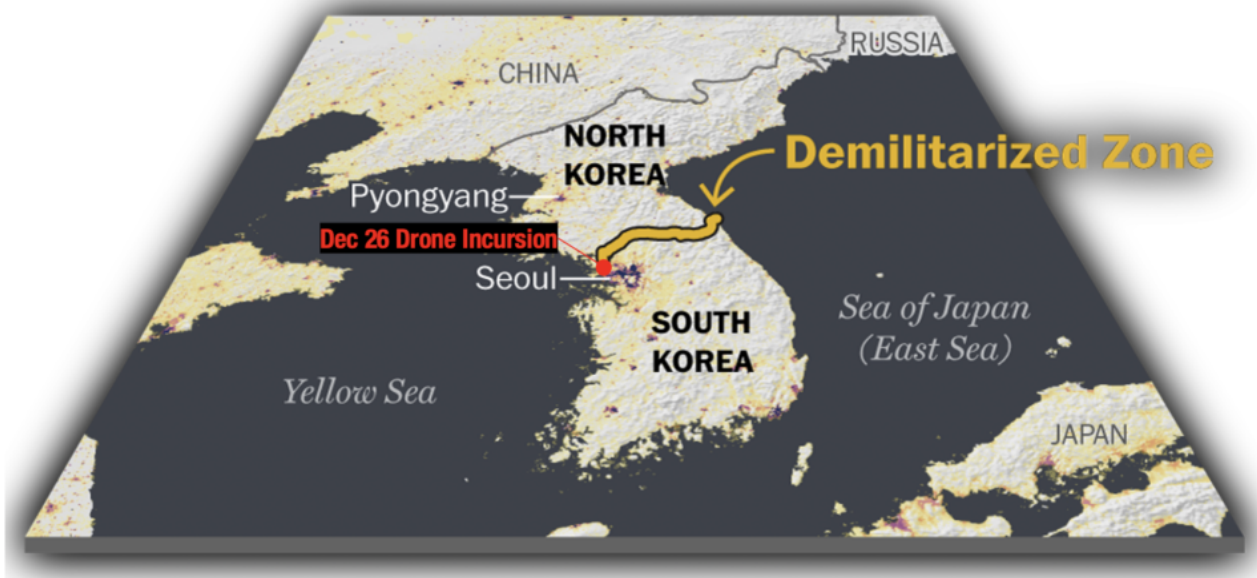 RUSSIA
CHINA
NORTH
KOREA
Demilitarized Zone
Pyongyang
Dec 26 Drone Incursion
Seoul
SOUTH
KOREA
Sea of Japan
(East Sea)
Yellow Sea
JAPAN